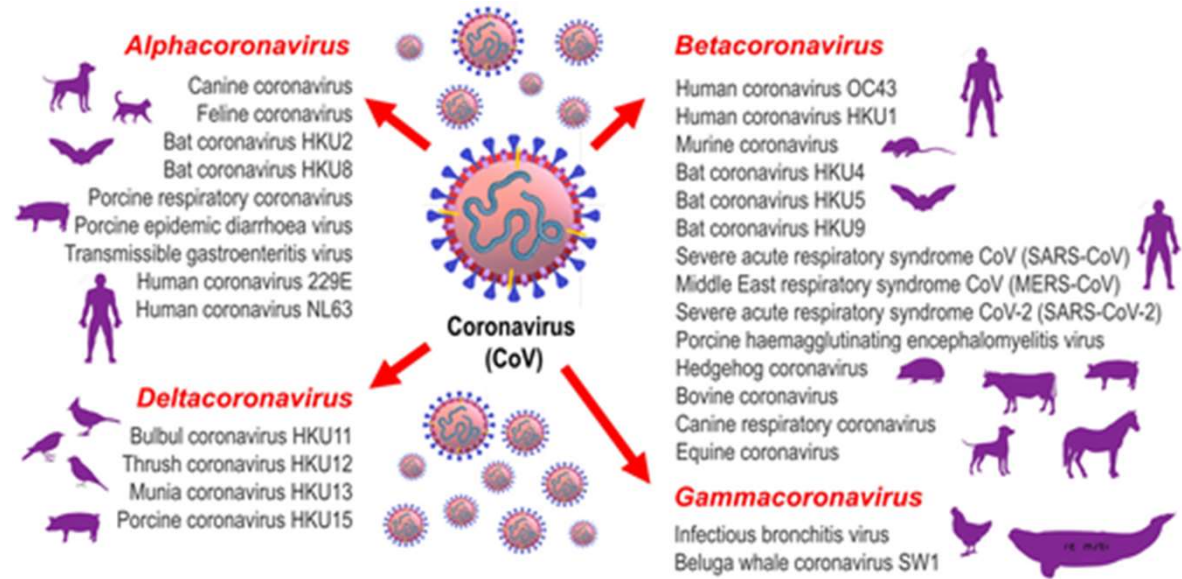 Alphacoronavirus
Canine coronavirus
Feline coronavirus
Bat coronavirus HKU2
Bat coronavirus HKU8
Porcine respiratory coronavirus
Porcine epidemic diarrhoea virus
Transmissible gastroenteritis virus
Human coronavirus 229E
Human coronavirus NL63
Coronavirus
(CoV)
Betacoronavirus
Human coronavirus OC43
Human coronavirus HKU1
Murine coronavirus
Bat coronavirus HKU4
Bat coronavirus HKU5
Bat coronavirus HKU9
Severe acute respiratory syndrome CoV (SARS-CoV)
Middle East respiratory syndrome CoV (MERS-CoV)
Severe acute respiratory syndrome CoV-2 (SARS-CoV-2)
Porcine haemagglutinating encephalomyelitis virus
Hedgehog coronavirus
Bovine coronavirus
Canine respiratory coronavirus
Equine coronavirus
Deltacoronavirus
Bulbul coronavirus HKU11
Thrush coronavirus HKU12
Munia coronavirus HKU13
Porcine coronavirus HKU15
Gammacoronavirus
Infectious bronchitis virus
Beluga whale coronavirus SW1